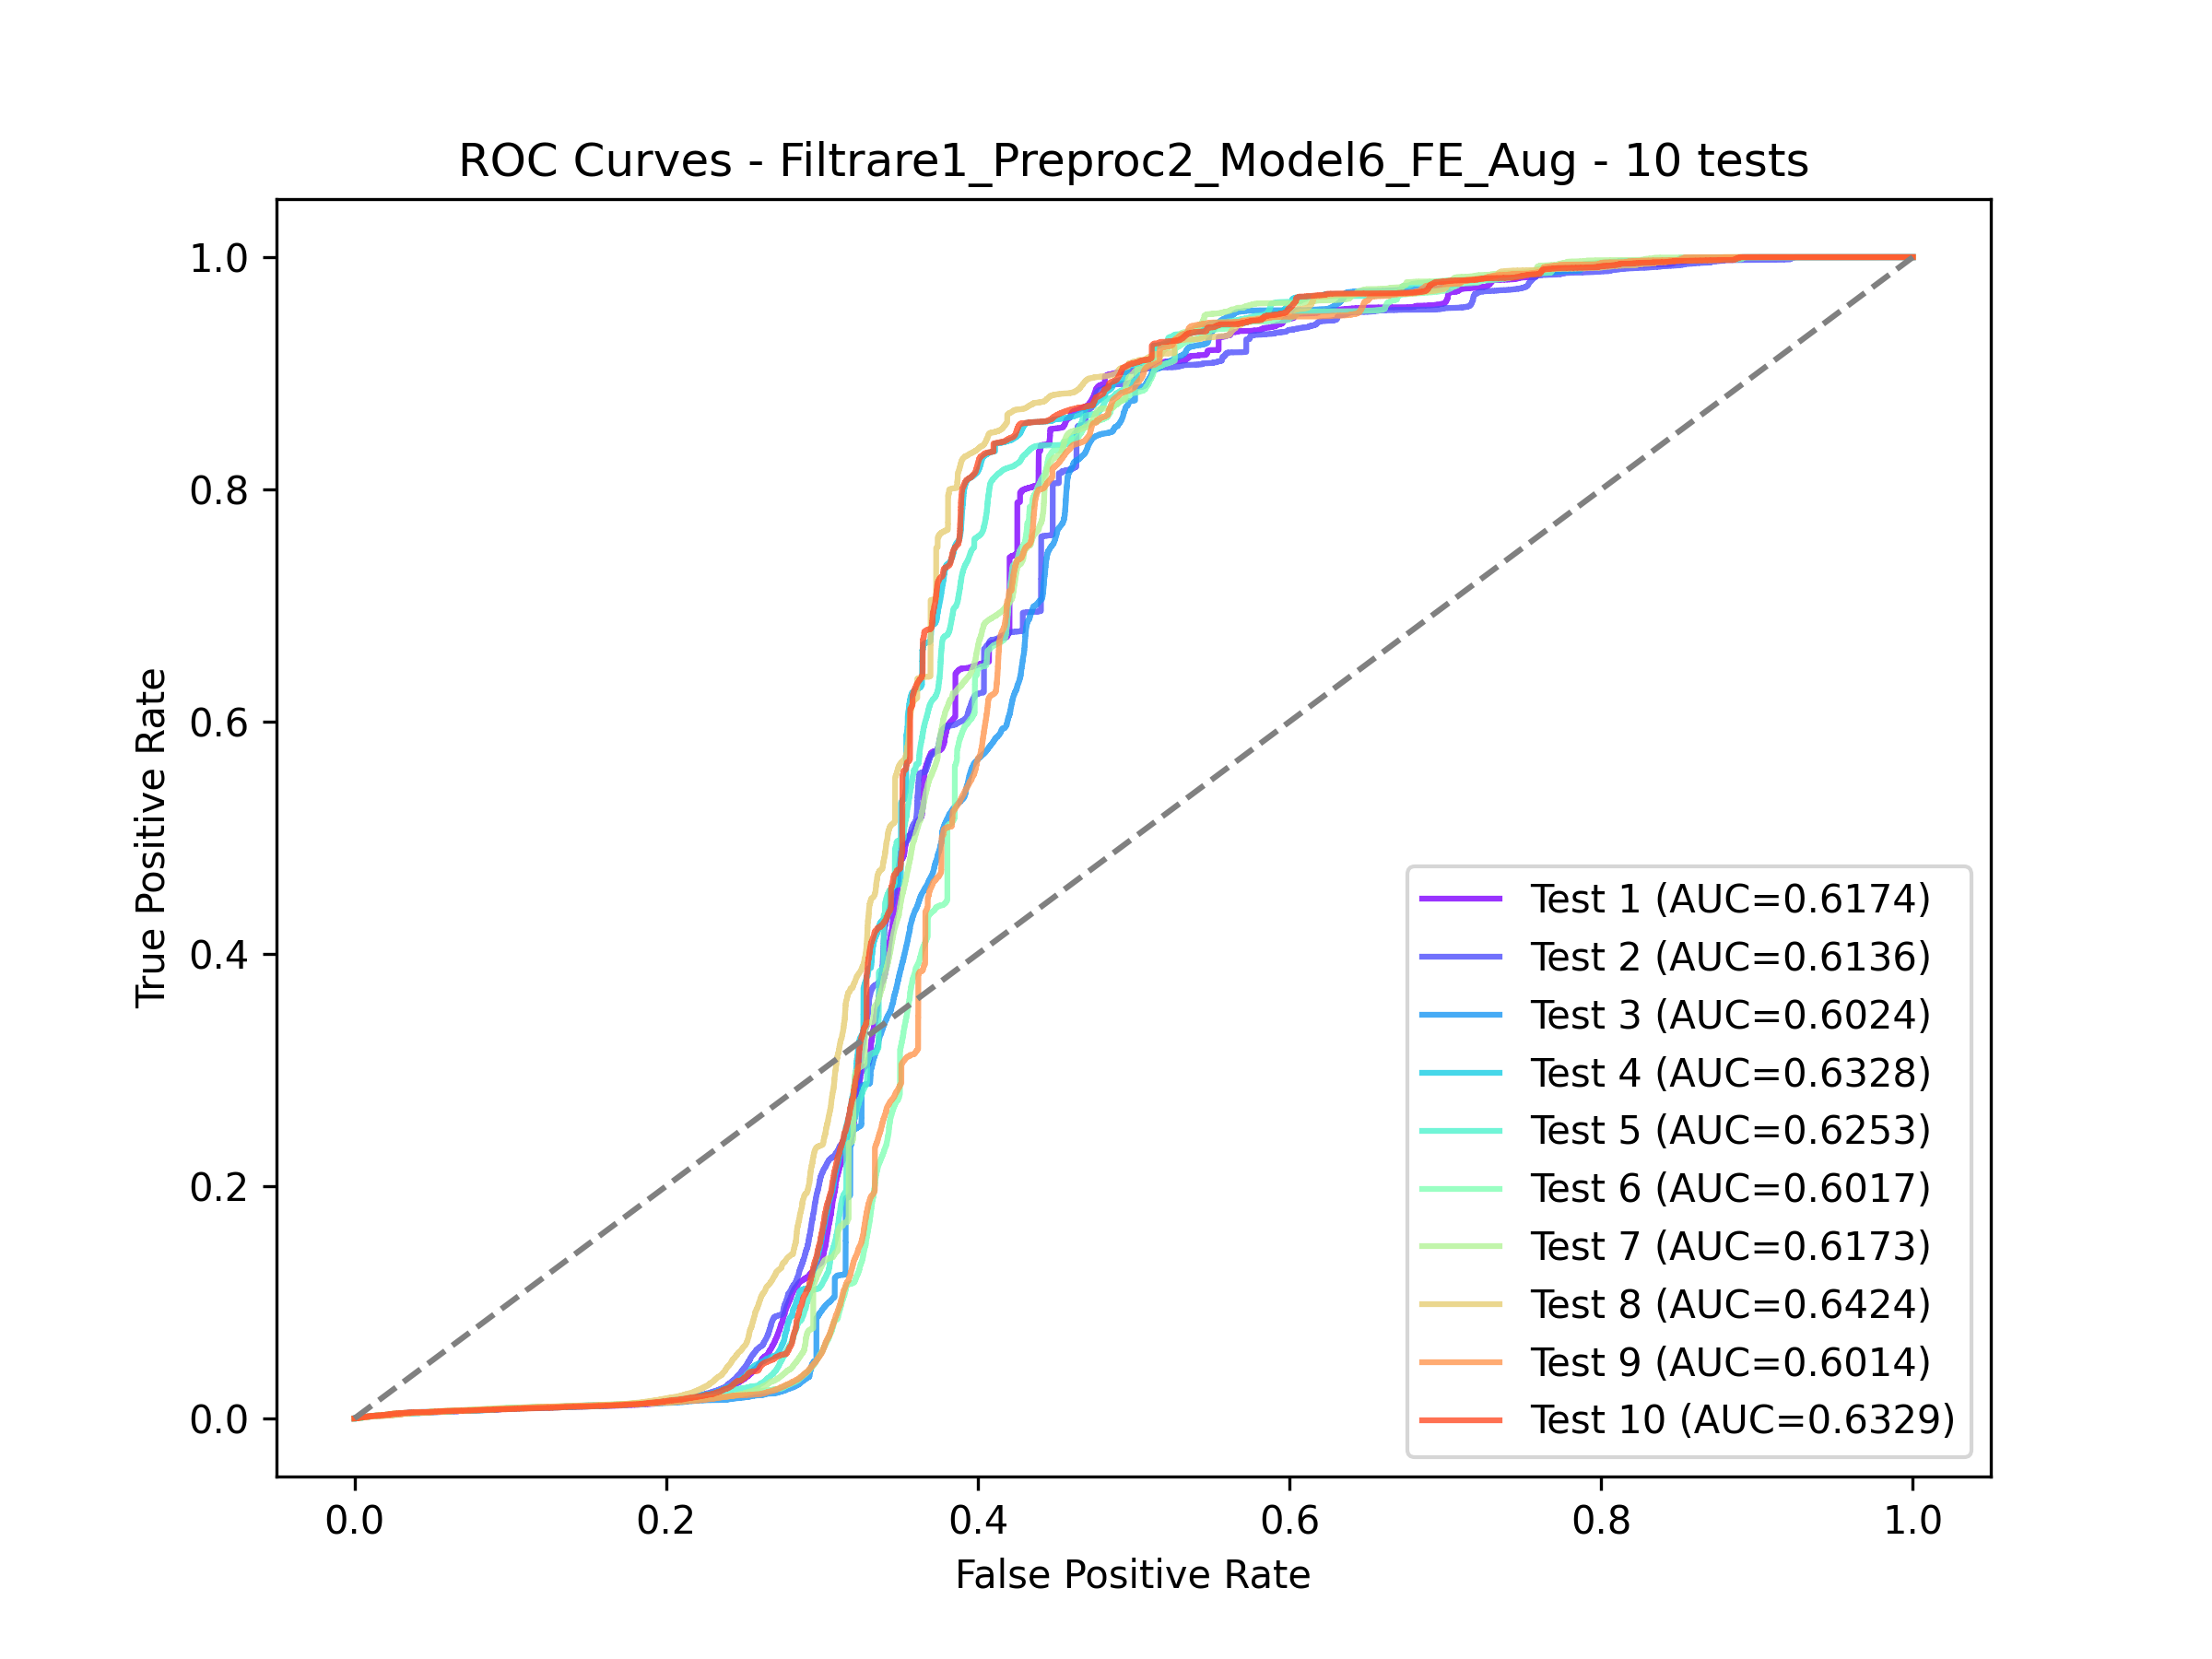 ROC Curves - Filtrare1_Preproc2_Model6_FE_Aug - 10 tests
True Positive Rate
1.0
0.8
0.6
0.4
0.2
0.0
Test 1 (AUC=0.6174)
Test 2 (AUC=0.6136)
Test 3 (AUC=0.6024)
Test 4 (AUC=0.6328)
Test 5 (AUC=0.6253)
Test 6 (AUC=0.6017)
Test 7 (AUC=0.6173)
Test 8 (AUC=0.6424)
Test 9 (AUC=0.6014)
Test 10 (AUC=0.6329)
0.0 0.2 0.4 0.6 0.8 1.0
False Positive Rate